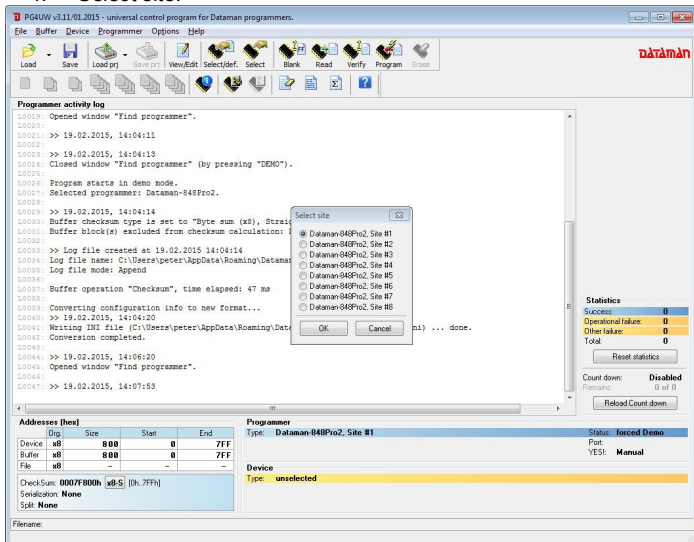 4. Select site.
PG4UW v3.11/01.2015 - universal control program for Dataman programmers.
File Buffer Device Programmer Options Help
Load Save Load prj Save prj View/Edit Select/def. Select Blank Read Verify Program Erase
DATAMAN
Programmer activity log
L0019: Opened window "Find programmer".
L0020:
L0021: >> 19.02.2015, 14:04:11
L0022:
L0023: >> 19.02.2015, 14:04:13
L0024: Closed window "Find programmer" (by pressing "DEMO").
L0025:
L0026: Program starts in demo mode.
L0027: Selected programmer: Dataman-848Pro2.
L0028:
L0029: >> 19.02.2015, 14:04:14
L0030: Buffer checksum type is set to "Byte sum (x8), Straig
L0031: Buffer block(s) excluded from checksum calculation:
L0032:
L0033: >> Log file created at 19.02.2015 14:04:14
L0034: Log file name: C:\Users\peter\AppData\Roaming\Dataman
L0035: Log file mode: Append
L0036:
L0037: Buffer operation "Checksum", time elapsed: 47 ms
L0038:
L0039: Converting configuration info to new format...
L0040: >> 19.02.2015, 14:04:20
L0041: Writing INI file (C:\Users\peter\AppData\Roaming\Data ni) ... done.
L0042: Conversion completed.
L0043:
L0044: >> 19.02.2015, 14:06:20
L0045: Opened window "Find programmer".
L0046:
L0047: >> 19.02.2015, 14:07:53
Select site
Dataman-848Pro2, Site #1
Dataman-848Pro2, Site #2
Dataman-848Pro2, Site #3
Dataman-848Pro2, Site #4
Dataman-848Pro2, Site #5
Dataman-848Pro2, Site #6
Dataman-848Pro2, Site #7
Dataman-848Pro2, Site #8
OK Cancel
Statistics
Success: 0
Operational failure: 0
Other failure: 0
Total: 0
Reset statistics
Count down: Disabled
Remains: 0 of 0
Reload Count down
Addresses (hex)
Org. Size Start End
Device x8 800 0 7FF
Buffer x8 800 0 7FF
File x8 - - -
CheckSum: 0007F800h x8-S [0h..7FFh]
Serialization: None
Split: None
Programmer
Type: Dataman-848Pro2, Site #1
Status: forced Demo
Port:
YES!: Manual
Device
Type: unselected
Filename: